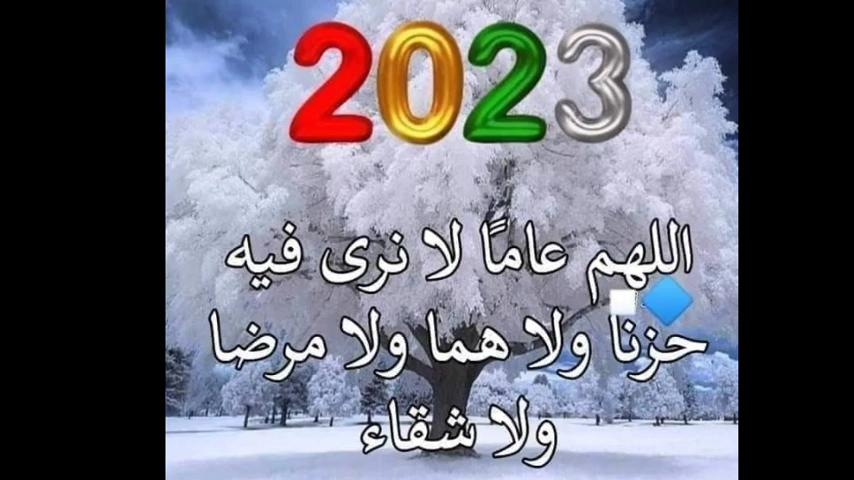 2023
اللهم عامًا لا نرى فيه
حزنا ولا هما ولا مرضا
ولا شقاء